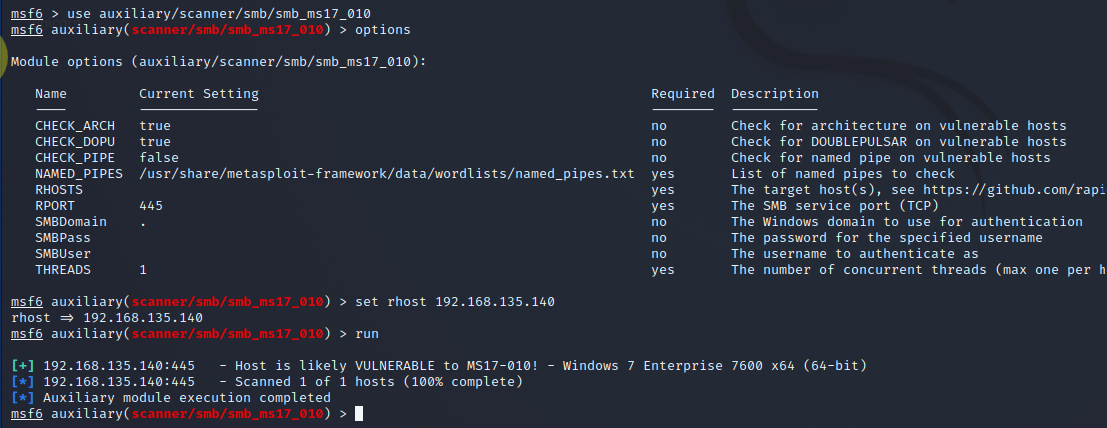 msf6 > use auxiliary/scanner/smb/smb_ms17_010
msf6 auxiliary(scanner/smb/smb_ms17_010) > options
Module options (auxiliary/scanner/smb/smb_ms17_010):
Name Current Setting Required Description
CHECK_ARCH true no Check for architecture on vulnerable hosts
CHECK_DOPU true no Check for DOUBLEPULSAR on vulnerable hosts
CHECK_PIPE false no Check for named pipe on vulnerable hosts
NAMED_PIPES /usr/share/metasploit-framework/data/wordlists/named_pipes.txt yes List of named pipes to check
RHOSTS yes The target host(s), see https://github.com/rapi
RPORT 445 yes The SMB service port (TCP)
SMBDomain . no The Windows domain to use for authentication
SMBPass no The password for the specified username
SMBUser no The username to authenticate as
THREADS 1 yes The number of concurrent threads (max one per h
msf6 auxiliary(scanner/smb/smb_ms17_010) > set rhost 192.168.135.140
rhost => 192.168.135.140
msf6 auxiliary(scanner/smb/smb_ms17_010) > run
[+] 192.168.135.140:445 - Host is likely VULNERABLE to MS17-010! - Windows 7 Enterprise 7600 x64 (64-bit)
[*] 192.168.135.140:445 - Scanned 1 of 1 hosts (100% complete)
[*] Auxiliary module execution completed
msf6 auxiliary(scanner/smb/smb_ms17_010) >